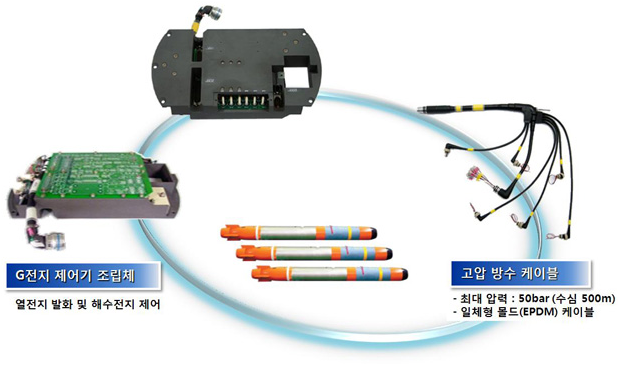 G전지 제어기 조립체
열전지 발화 및 해수전지 제어
고압 방수 케이블
- 최대 압력 : 50bar (수심 500m)
- 일체형 몰드(EPDM) 케이블